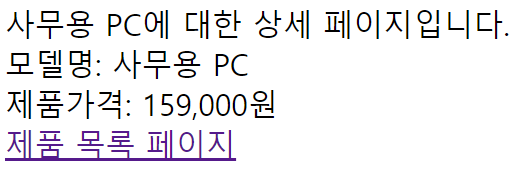 사무용 PC에 대한 상세 페이지입니다.
모델명: 사무용 PC
제품가격: 159,000원
제품 목록 페이지